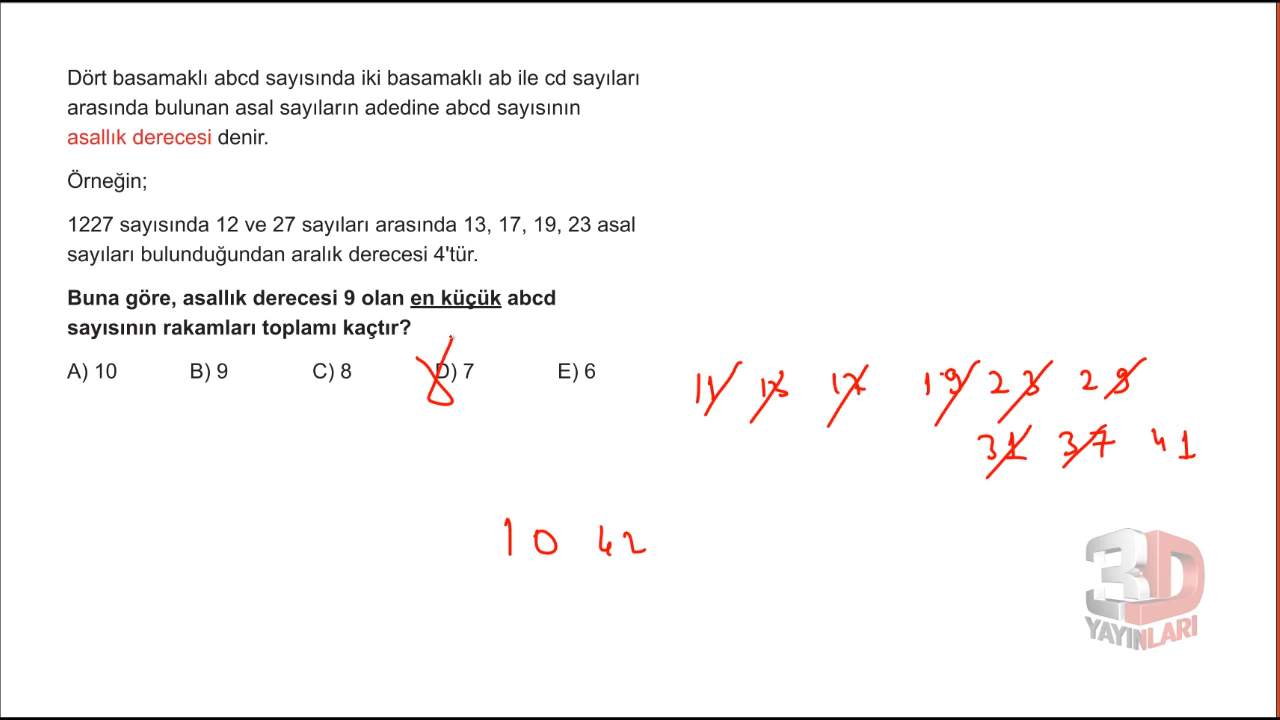 Dört basamaklı abcd sayısında iki basamaklı ab ile cd sayıları
arasında bulunan asal sayıların adedine abcd sayısının
asallık derecesi denir.
Örneğin;
1227 sayısında 12 ve 27 sayıları arasında 13, 17, 19, 23 asal
sayıları bulunduğundan aralık derecesi 4'tür.
Buna göre, asallık derecesi 9 olan en küçük abcd
sayısının rakamları toplamı kaçtır?
A) 10 B) 9 C) 8 D) 7 E) 6
11 13 17 19 23 29
31 37 41
10 42
3D
YAYINLARI